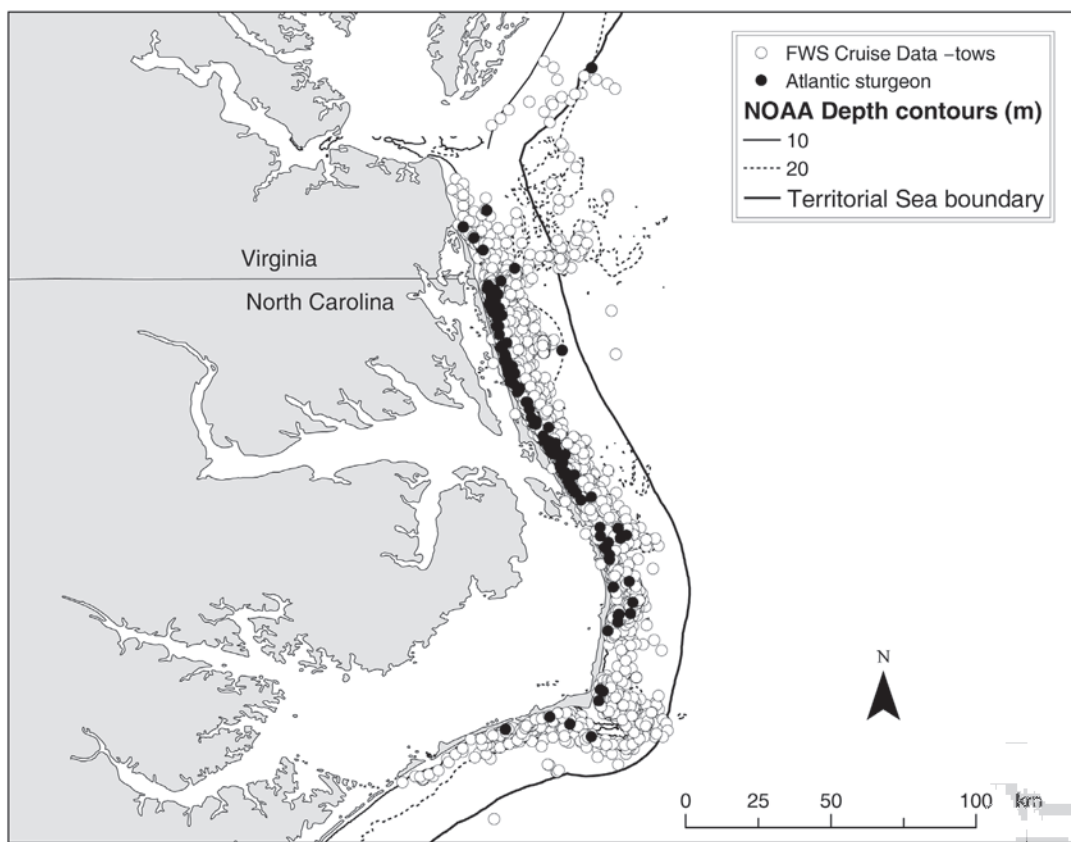 FWS Cruise Data –tows
Atlantic sturgeon
NOAA Depth contours (m)
10
20
Territorial Sea boundary
Virginia
North Carolina
N
0 25 50 100 km